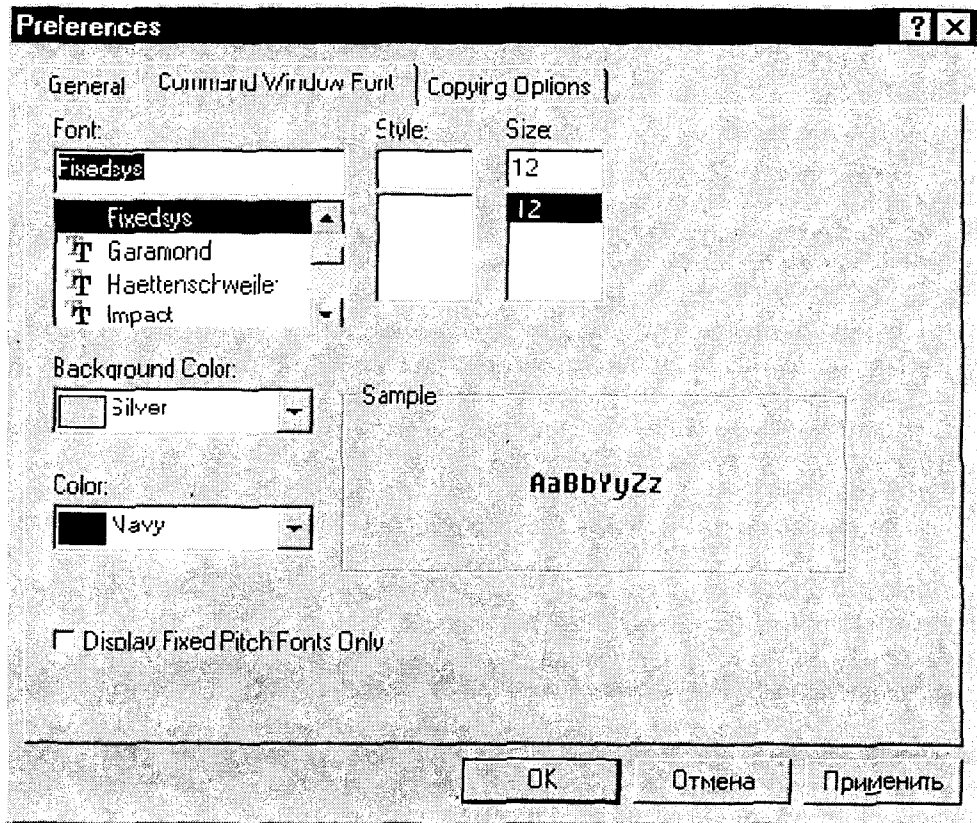 Preferences
General Command Window Font Copying Options
Font: Style: Size:
Fixedsys 12
Fixedsys 12
Garamond
Haettenschweiler
Impact
Background Color:
Silver
Sample
AaBbYyZz
Color:
Navy
Display Fixed Pitch Fonts Only
OK Отмена Применить